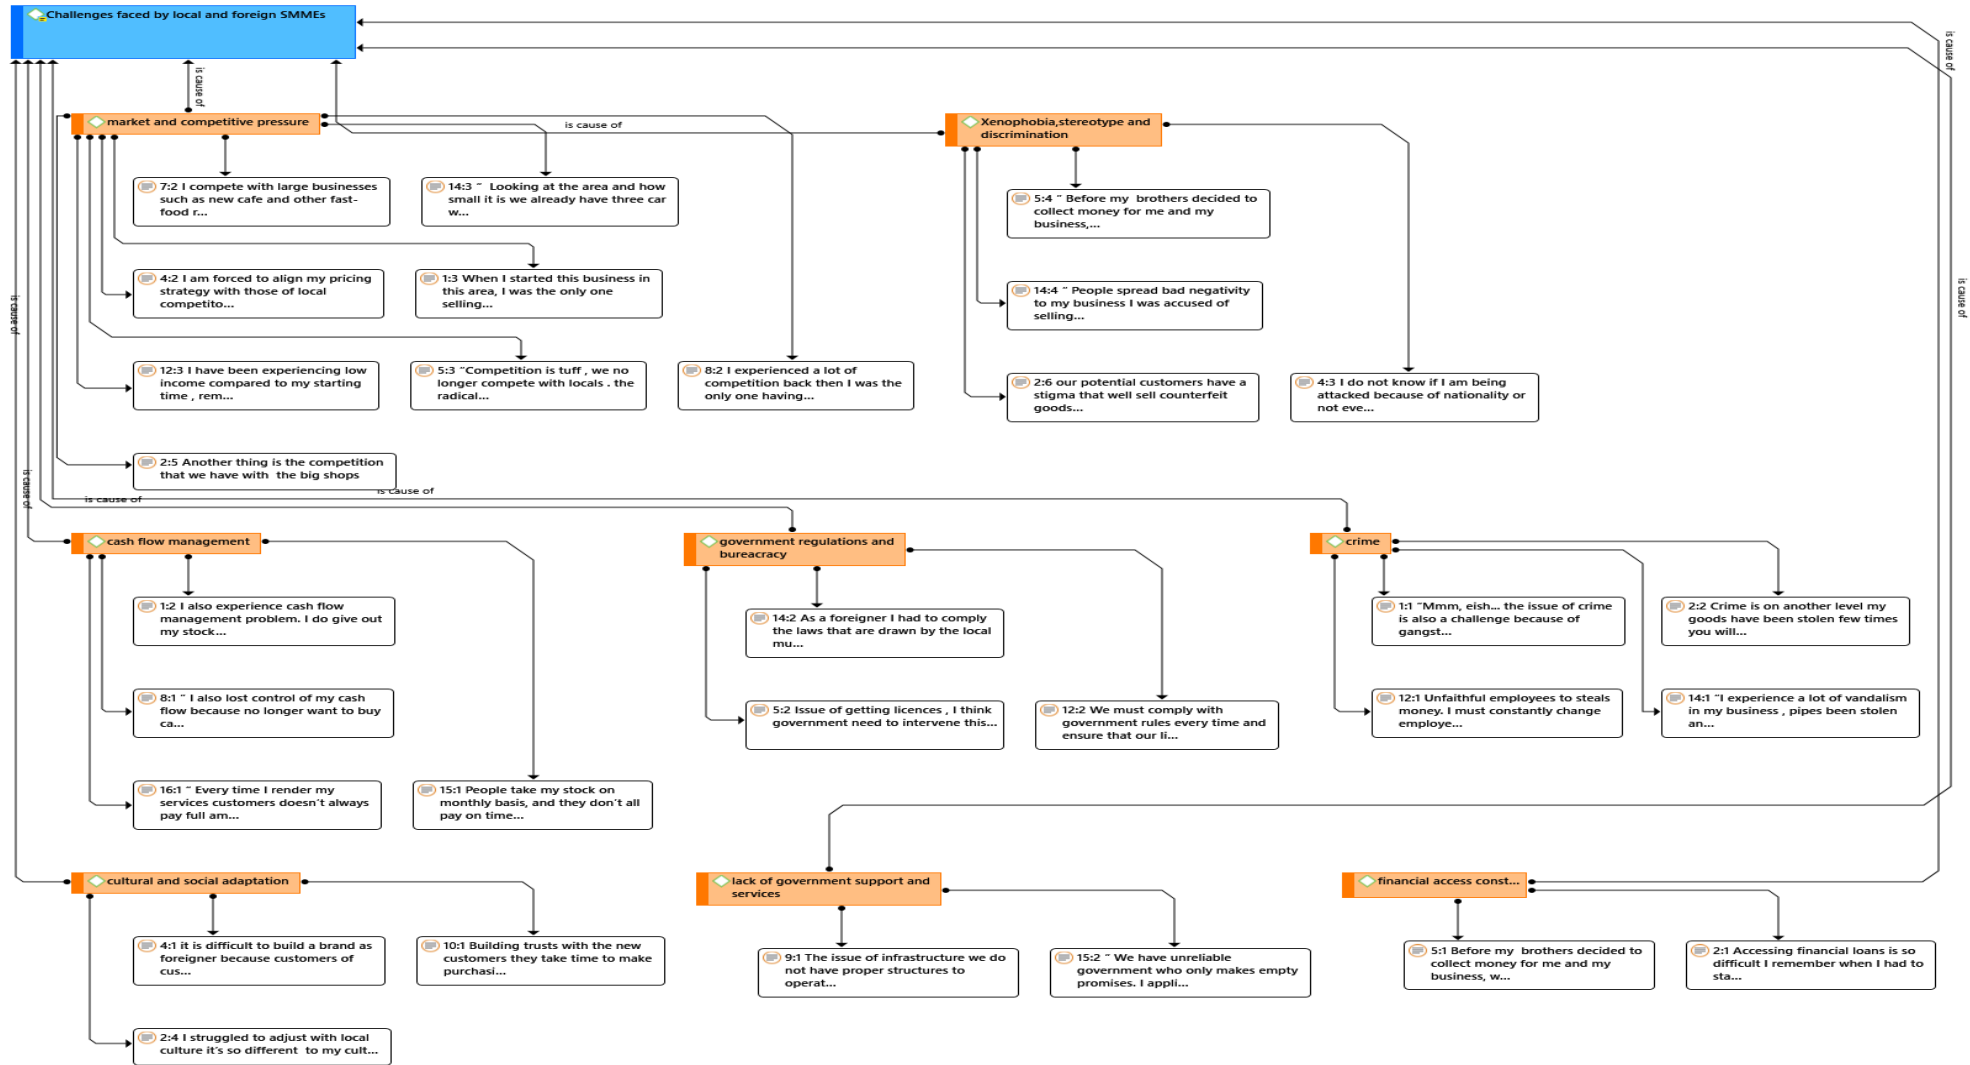 Challenges faced by local and foreign SMMEs
is cause of
is cause of
market and competitive pressure
is cause of
Xenophobia,stereotype and
discrimination
7:2 I compete with large businesses
such as new cafe and other fast-
food r...
14:3 “  Looking at the area and how
small it is we already have three car
w...
5:4 “ Before my  brothers decided to
collect money for me and my
business,...
4:2 I am forced to align my pricing
strategy with those of local
competito...
1:3 When I started this business in
this area, I was the only one
selling...
14:4 “ People spread bad negativity
to my business I was accused of
selling...
is cause of
is cause of
12:3 I have been experiencing low
income compared to my starting
time , rem...
5:3 “Competition is tuff , we no
longer compete with locals . the
radical...
8:2 I experienced a lot of
competition back then I was the
only one having...
2:6 our potential customers have a
stigma that well sell counterfeit
goods...
4:3 I do not know if I am being
attacked because of nationality or
not eve...
2:5 Another thing is the competition
that we have with  the big shops
is cause of
is cause of
is cause of
cash flow management
government regulations and
bureacracy
crime
1:2 I also experience cash flow
management problem. I do give out
my stock...
14:2 As a foreigner I had to comply
the laws that are drawn by the local
mu...
1:1 “Mmm, eish... the issue of crime
is also a challenge because of
gangst...
2:2 Crime is on another level my
goods have been stolen few times
you will...
8:1 “ I also lost control of my cash
flow because no longer want to buy
ca...
5:2 Issue of getting licences , I think
government need to intervene this...
12:2 We must comply with
government rules every time and
ensure that our li...
12:1 Unfaithful employees to steals
money. I must constantly change
employe...
14:1 “I experience a lot of vandalism
in my business , pipes been stolen
an...
16:1 “ Every time I render my
services customers doesn’t always
pay full am...
15:1 People take my stock on
monthly basis, and they don’t all
pay on time...
cultural and social adaptation
lack of government support and
services
financial access const...
4:1 it is difficult to build a brand as
foreigner because customers of
cus...
10:1 Building trusts with the new
customers they take time to make
purchasi...
9:1 The issue of infrastructure we do
not have proper structures to
operat...
15:2 “ We have unreliable
government who only makes empty
promises. I appli...
5:1 Before my  brothers decided to
collect money for me and my
business, w...
2:1 Accessing financial loans is so
difficult I remember when I had to
sta...
2:4 I struggled to adjust with local
culture it’s so different  to my cult...